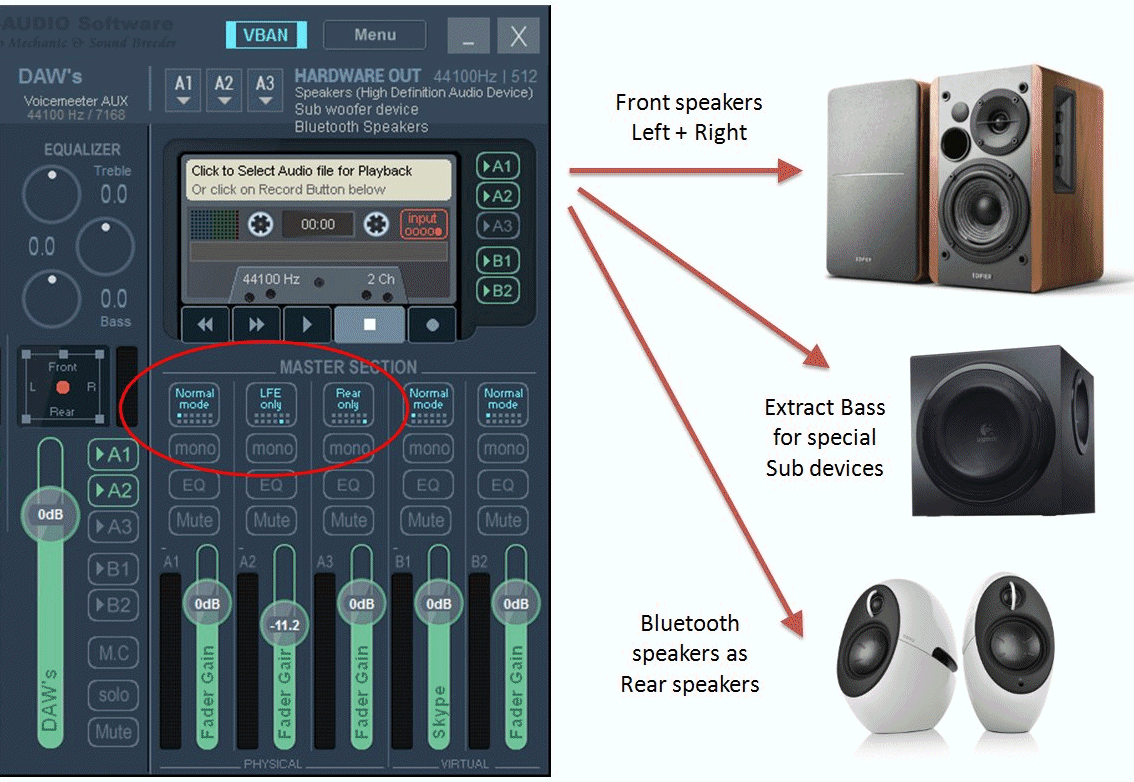 -AUDIO Software
Mechanic & Sound Breeder
VBAN
Menu
_
X
DAW's
Voicemeeter AUX
44100 Hz / 7168
A1
A2
A3
HARDWARE OUT 44100Hz | 512
Speakers (High Definition Audio Device)
Sub woofer device
Bluetooth Speakers
EQUALIZER
Treble
0.0
0.0
0.0
Bass
Click to Select Audio file for Playback
Or click on Record Button below
00:00
input
44100 Hz
2 Ch
A1
A2
A3
B1
B2
Front
L R
Rear
MASTER SECTION
Normal
mode
LFE
only
Rear
only
Normal
mode
Normal
mode
mono
mono
mono
mono
mono
EQ
EQ
EQ
EQ
EQ
Mute
Mute
Mute
Mute
Mute
A1
A2
A3
B1
B2
M.C
solo
Mute
0dB
DAW's
A1
0dB
Fader Gain
A2
-11.2
Fader Gain
A3
0dB
Fader Gain
B1
0dB
Skype
B2
0dB
Fader Gain
PHYSICAL
VIRTUAL
Front speakers
Left + Right
EDIFIER
Extract Bass
for special
Sub devices
Bluetooth
speakers as
Rear speakers